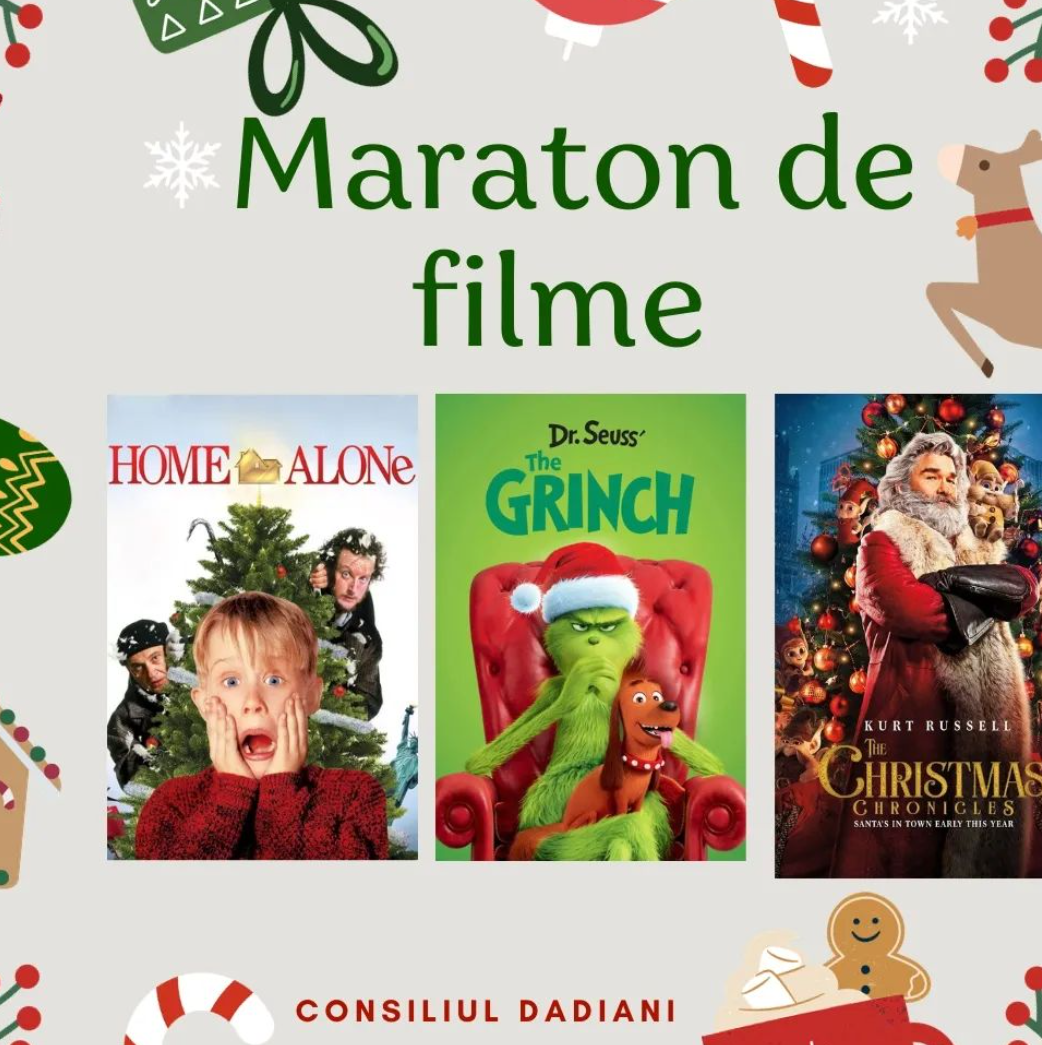 Maraton de
filme
HOME ALONe
Dr. Seuss'
The
GRINCH
KURT RUSSELL
THE
CHRISTMAS
CHRONICLES
SANTA'S IN TOWN EARLY THIS YEAR
CONSILIUL DADIANI